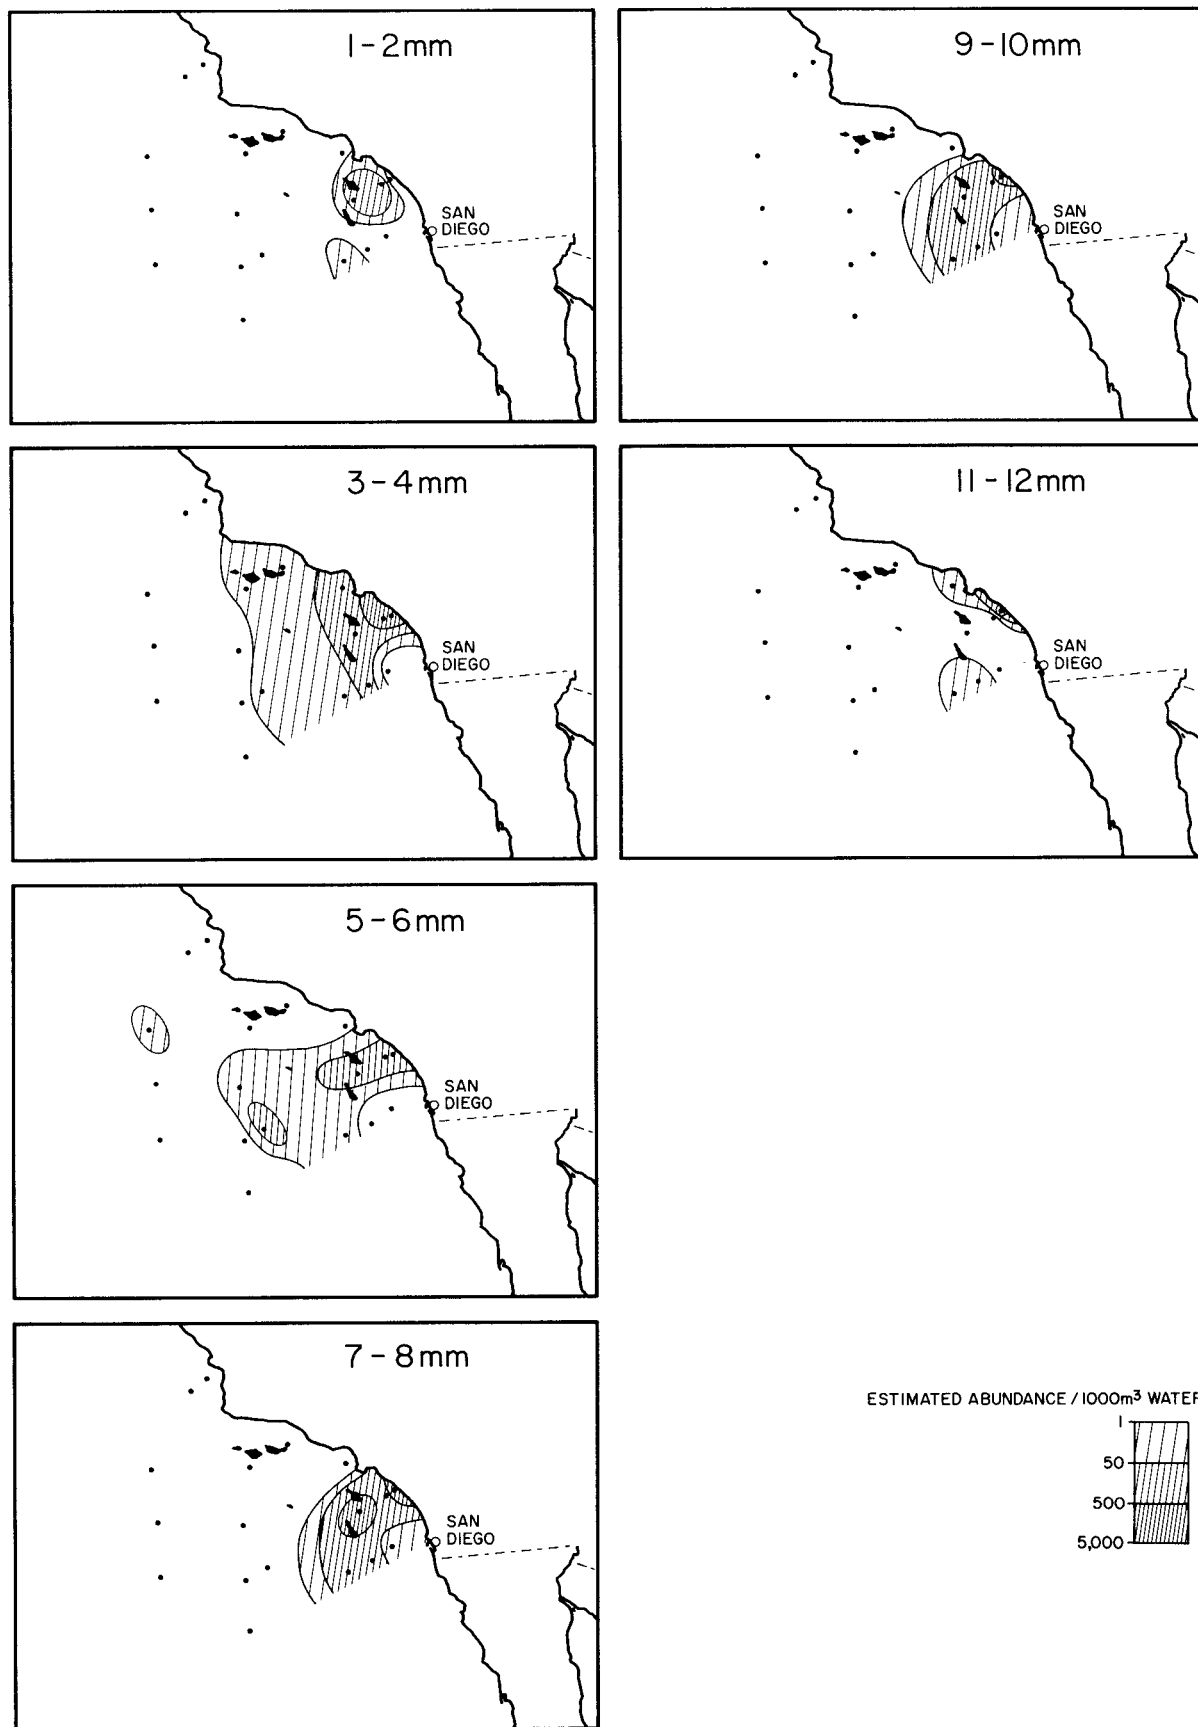 1-2mm
SAN
DIEGO
9-10mm
SAN
DIEGO
3-4mm
SAN
DIEGO
11-12mm
SAN
DIEGO
5-6mm
SAN
DIEGO
7-8mm
SAN
DIEGO
ESTIMATED ABUNDANCE / 1000m³ WATER
1
50
500
5,000